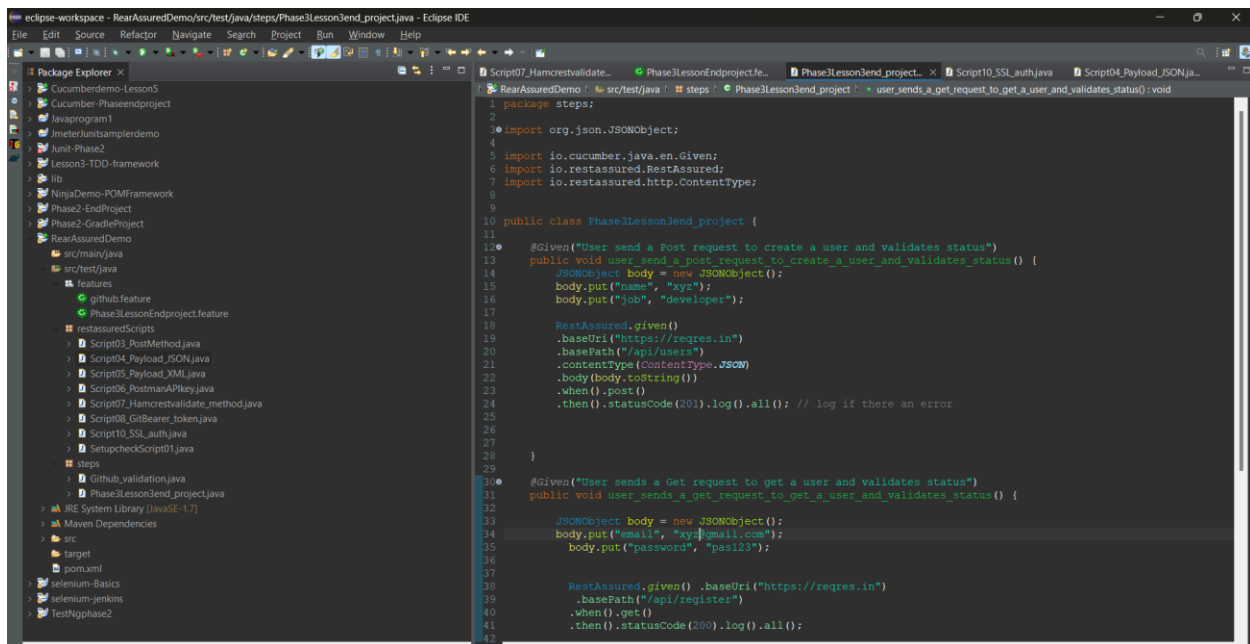 eclipse-workspace - RearAssuredDemo/src/test/java/steps/Phase3Lesson3end_project.java - Eclipse IDE
File Edit Source Refactor Navigate Search Project Run Window Help
Package Explorer
Cucumberdemo-Lesson5
Cucumber-Phaseendproject
Javaprogram1
JmeterJunitsamplerdemo
Junit-Phase2
Lesson3-TDD-framework
lib
NinjaDemo-POMFramework
Phase2-EndProject
Phase2-GradleProject
RearAssuredDemo
src/main/java
src/test/java
features
github.feature
Phase3LessonEndproject.feature
restassuredScripts
Script03_PostMethod.java
Script04_Payload_JSON.java
Script05_Payload_XML.java
Script06_PostmanAPIkey.java
Script07_Hamcrestvalidate_method.java
Script08_GitBearer_token.java
Script10_SSL_auth.java
SetupcheckScript01.java
steps
Github_validation.java
Phase3Lesson3end_project.java
JRE System Library [JavaSE-1.7]
Maven Dependencies
src
target
pom.xml
selenium-Basics
selenium-jenkins
TestNgphase2
Script07_Hamcrestvalidate... Phase3LessonEndproject.fe... Phase3Lesson3end_project... Script10_SSL_auth.java Script04_Payload_JSON.ja...
RearAssuredDemo src/test/java steps Phase3Lesson3end_project user_sends_a_get_request_to_get_a_user_and_validates_status() : void
1 package steps;
2
3 import org.json.JSONObject;
4
5 import io.cucumber.java.en.Given;
6 import io.restassured.RestAssured;
7 import io.restassured.http.ContentType;
8
9
10 public class Phase3Lesson3end_project {
11
12 @Given("User send a Post request to create a user and validates status")
13 public void user_send_a_post_request_to_create_a_user_and_validates_status() {
14 JSONObject body = new JSONObject();
15 body.put("name", "xyz");
16 body.put("job", "developer");
17
18 RestAssured.given()
19 .baseUri("https://reqres.in")
20 .basePath("/api/users")
21 .contentType(ContentType.JSON)
22 .body(body.toString())
23 .when().post()
24 .then().statusCode(201).log().all(); // log if there an error
25
26
27
28 }
29
30 @Given("User sends a Get request to get a user and validates status")
31 public void user_sends_a_get_request_to_get_a_user_and_validates_status() {
32
33 JSONObject body = new JSONObject();
34 body.put("email", "xyz@gmail.com");
35 body.put("password", "pas123");
36
37
38 RestAssured.given() .baseUri("https://reqres.in")
39 .basePath("/api/register")
40 .when().get()
41 .then().statusCode(200).log().all();
42